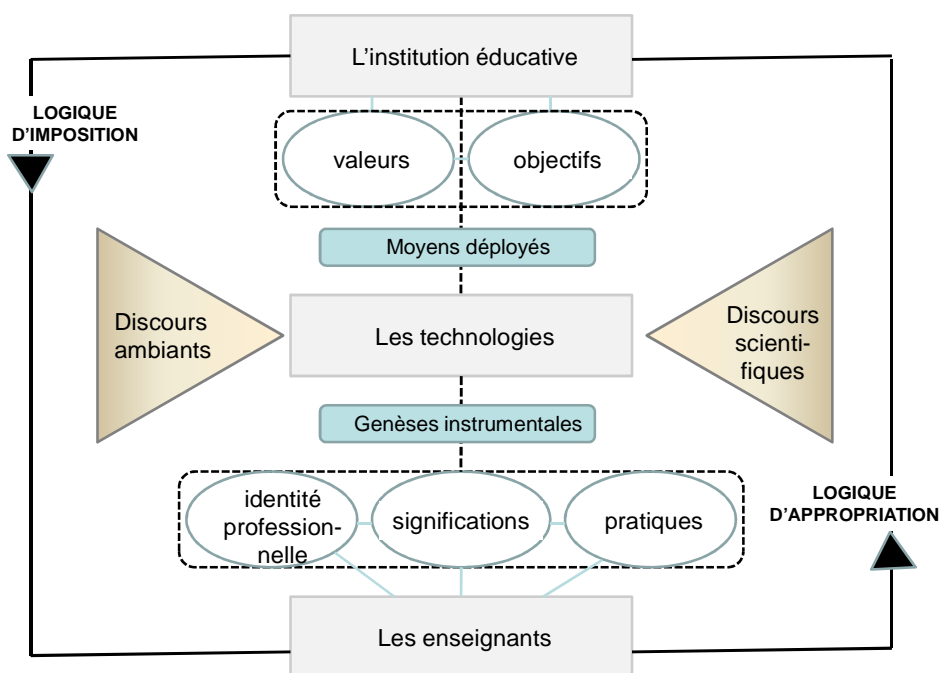 L'institution éducative
LOGIQUE
D'IMPOSITION
valeurs
objectifs
Moyens déployés
Discours
ambiants
Les technologies
Discours
scienti-
fiques
Genèses instrumentales
identité
profession-
nelle
significations
pratiques
LOGIQUE
D'APPROPRIATION
Les enseignants